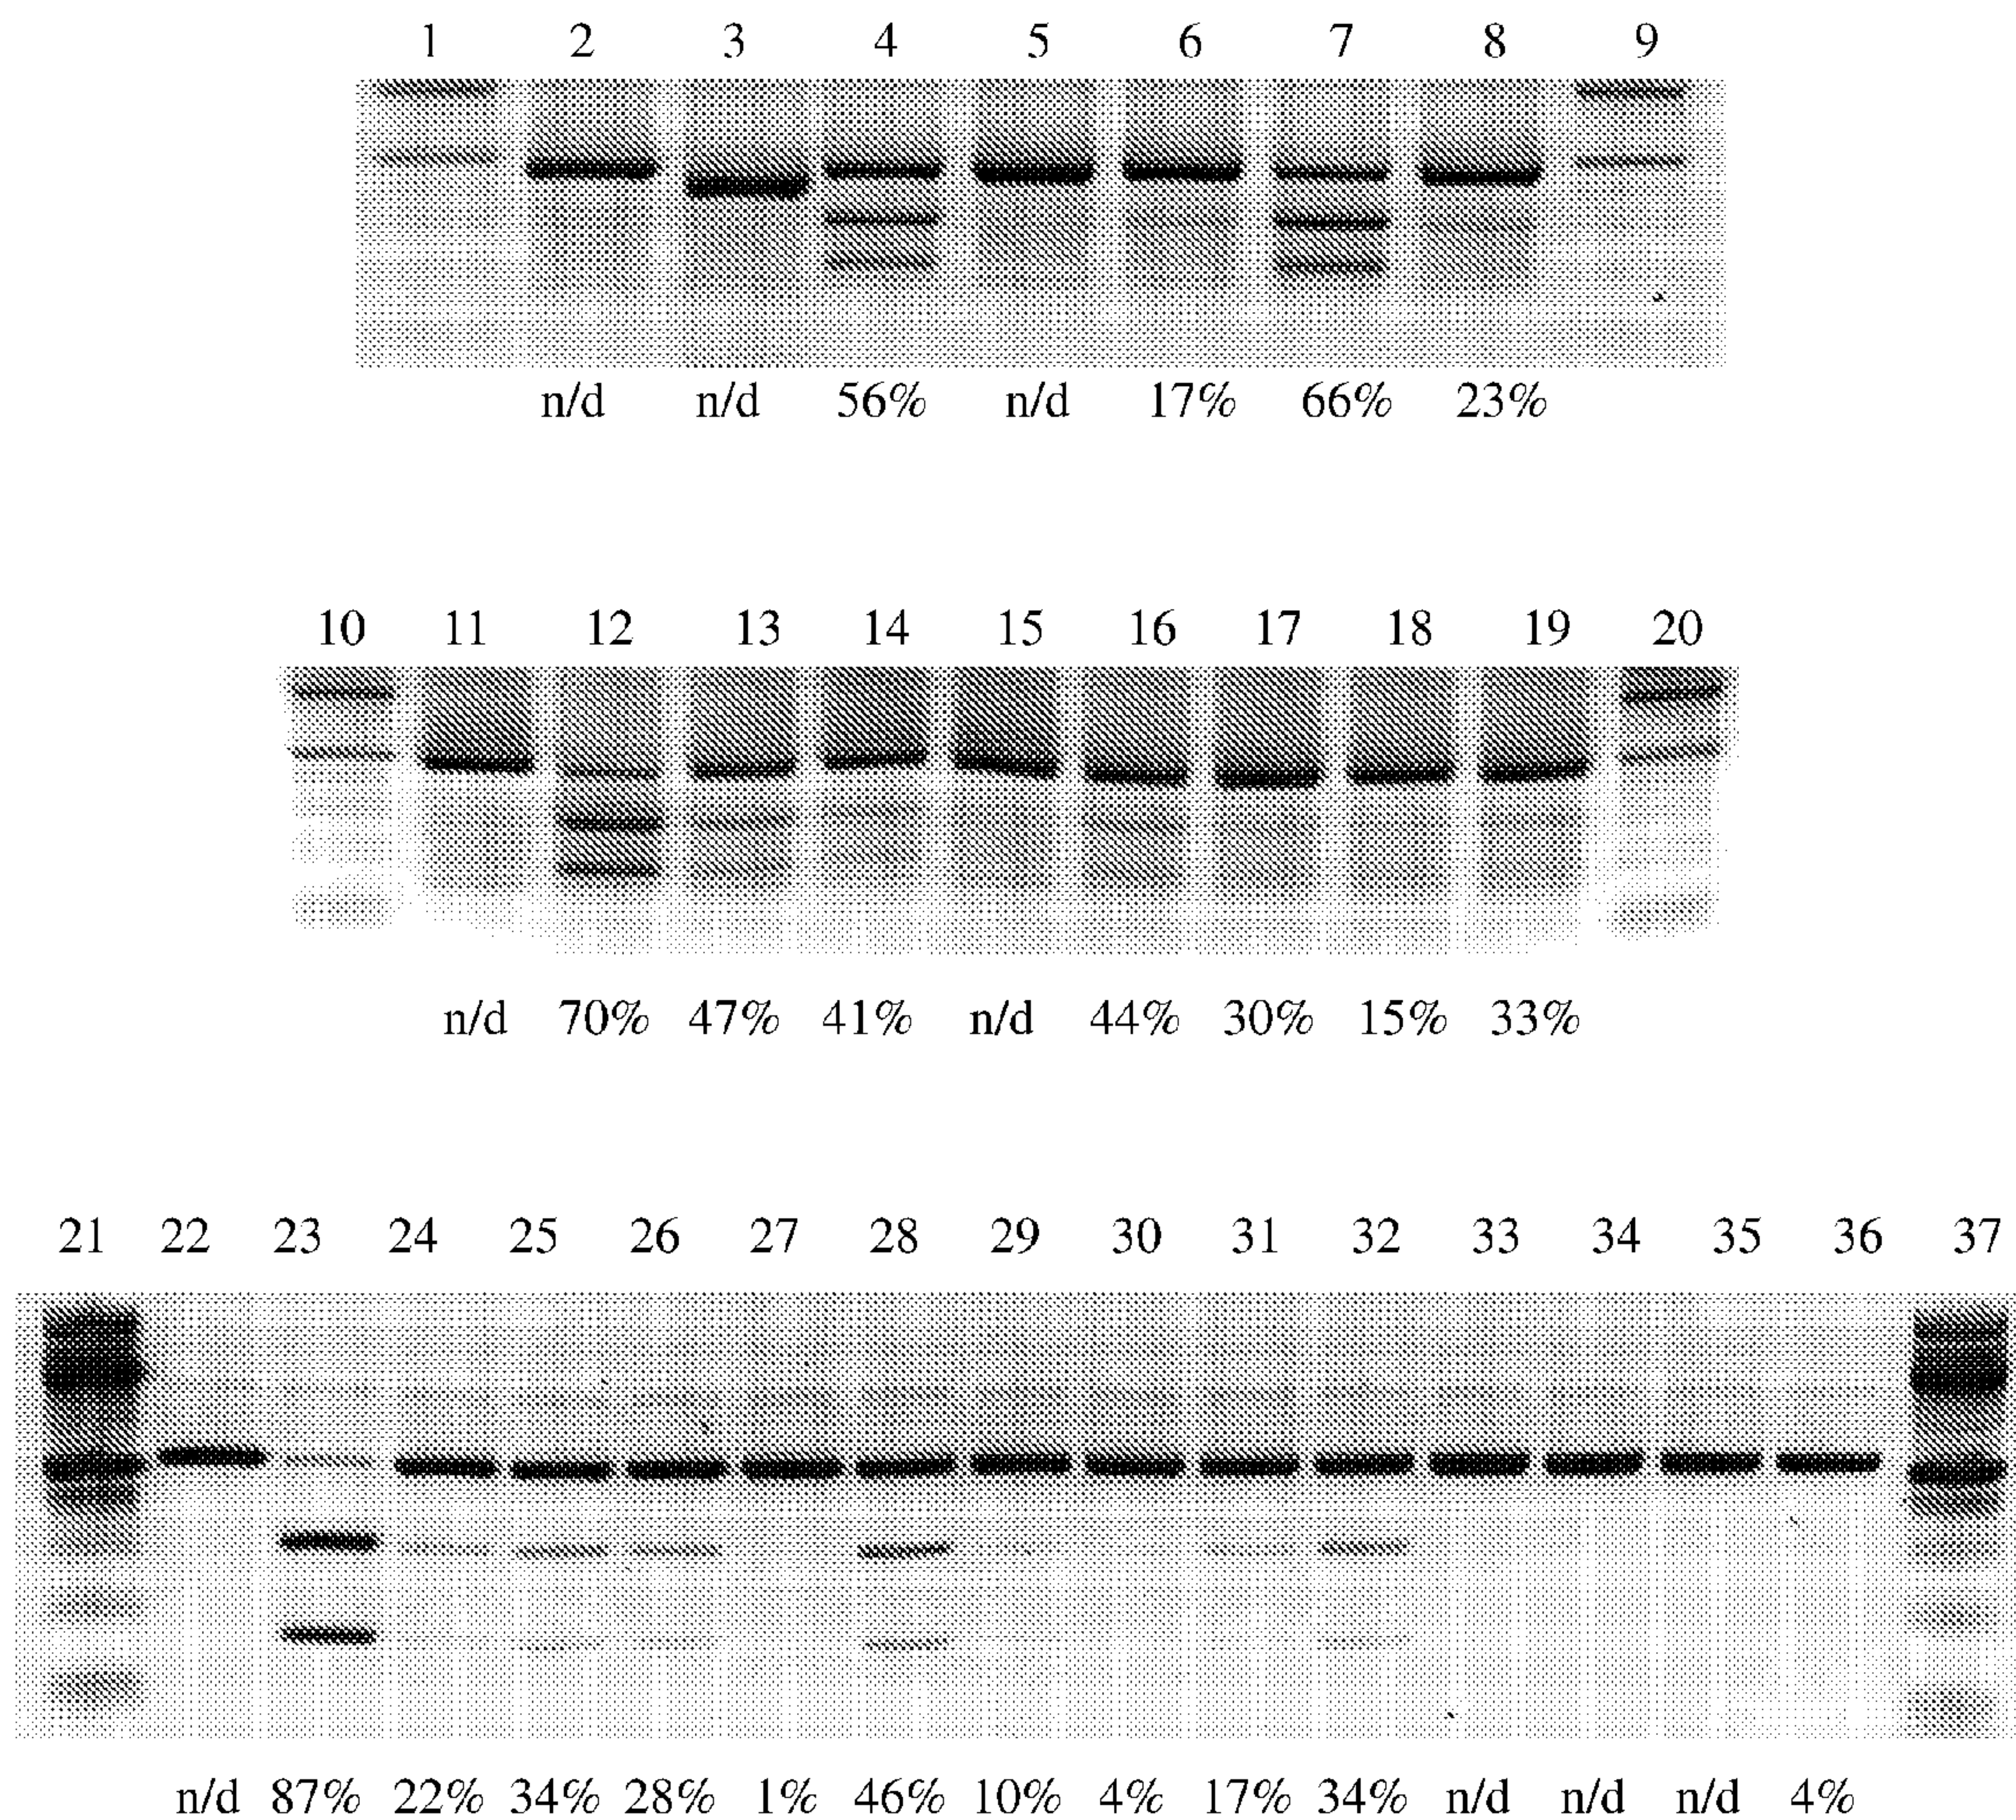 1 2 3 4 5 6 7 8 9
n/d n/d 56% n/d 17% 66% 23%
10 11 12 13 14 15 16 17 18 19 20
n/d 70% 47% 41% n/d 44% 30% 15% 33%
21 22 23 24 25 26 27 28 29 30 31 32 33 34 35 36 37
n/d 87% 22% 34% 28% 1% 46% 10% 4% 17% 34% n/d n/d n/d 4%